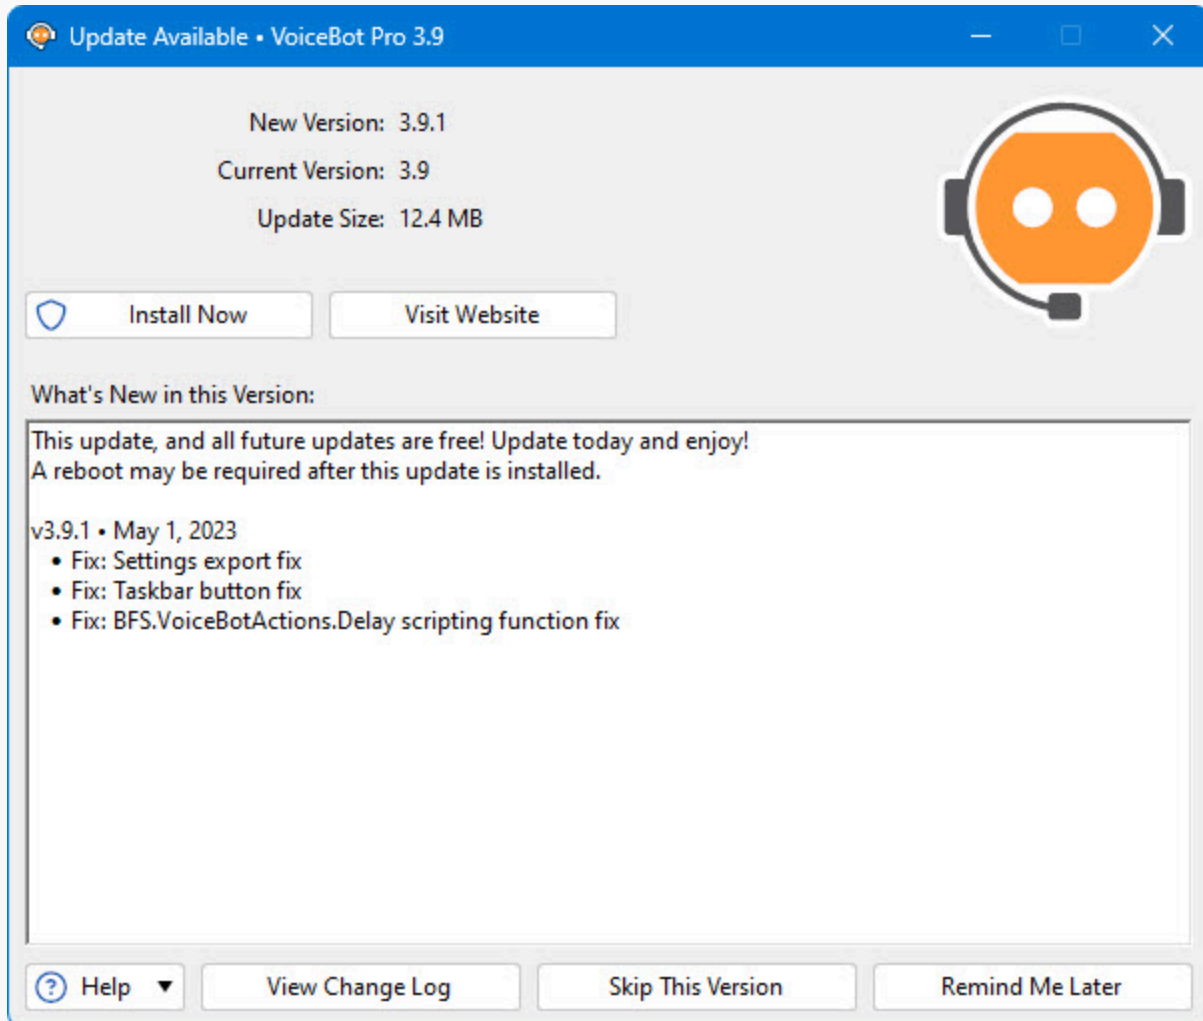 Update Available • VoiceBot Pro 3.9
New Version: 3.9.1
Current Version: 3.9
Update Size: 12.4 MB
Install Now
Visit Website
What's New in this Version:
This update, and all future updates are free! Update today and enjoy!
A reboot may be required after this update is installed.
v3.9.1 • May 1, 2023
• Fix: Settings export fix
• Fix: Taskbar button fix
• Fix: BFS.VoiceBotActions.Delay scripting function fix
? Help ▼
View Change Log
Skip This Version
Remind Me Later